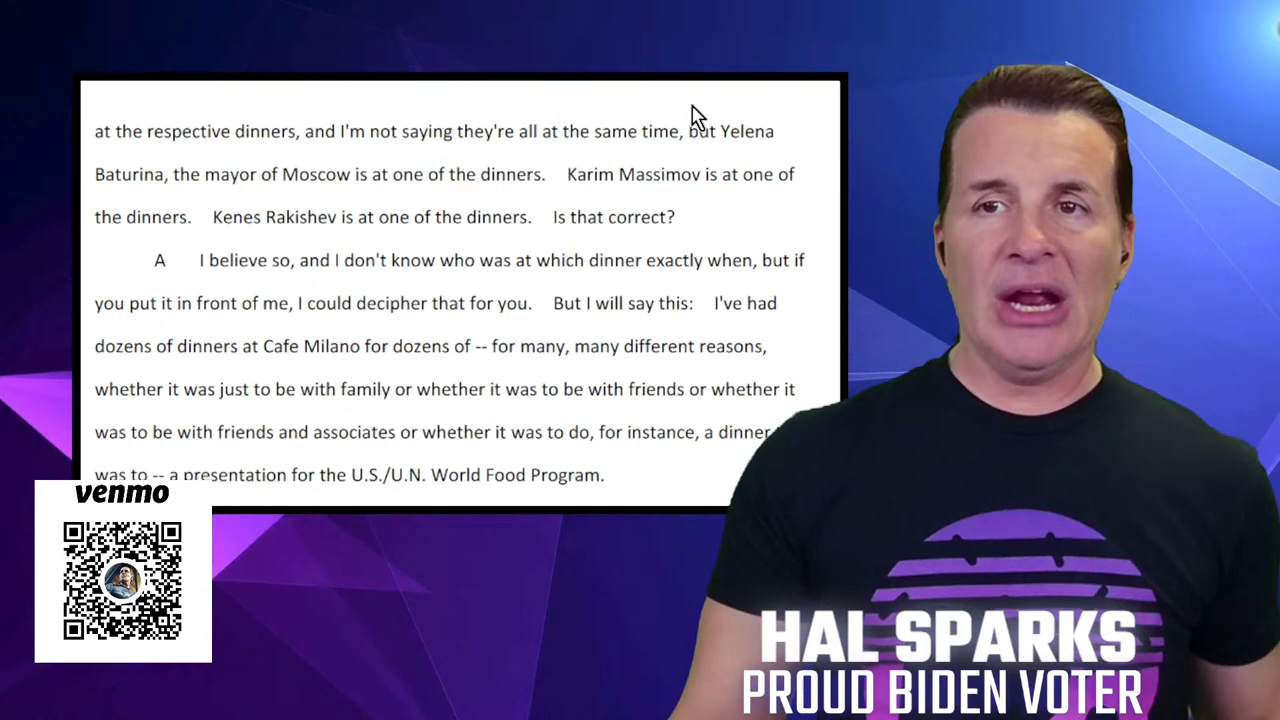 at the respective dinners, and I'm not saying they're all at the same time, but Yelena
Baturina, the mayor of Moscow is at one of the dinners. Karim Massimov is at one of
the dinners. Kenes Rakishev is at one of the dinners. Is that correct?
A I believe so, and I don't know who was at which dinner exactly when, but if
you put it in front of me, I could decipher that for you. But I will say this: I've had
dozens of dinners at Cafe Milano for dozens of -- for many, many different reasons,
whether it was just to be with family or whether it was to be with friends or whether it
was to be with friends and associates or whether it was to do, for instance, a dinner
was to -- a presentation for the U.S./U.N. World Food Program.
venmo
HAL SPARKS
PROUD BIDEN VOTER